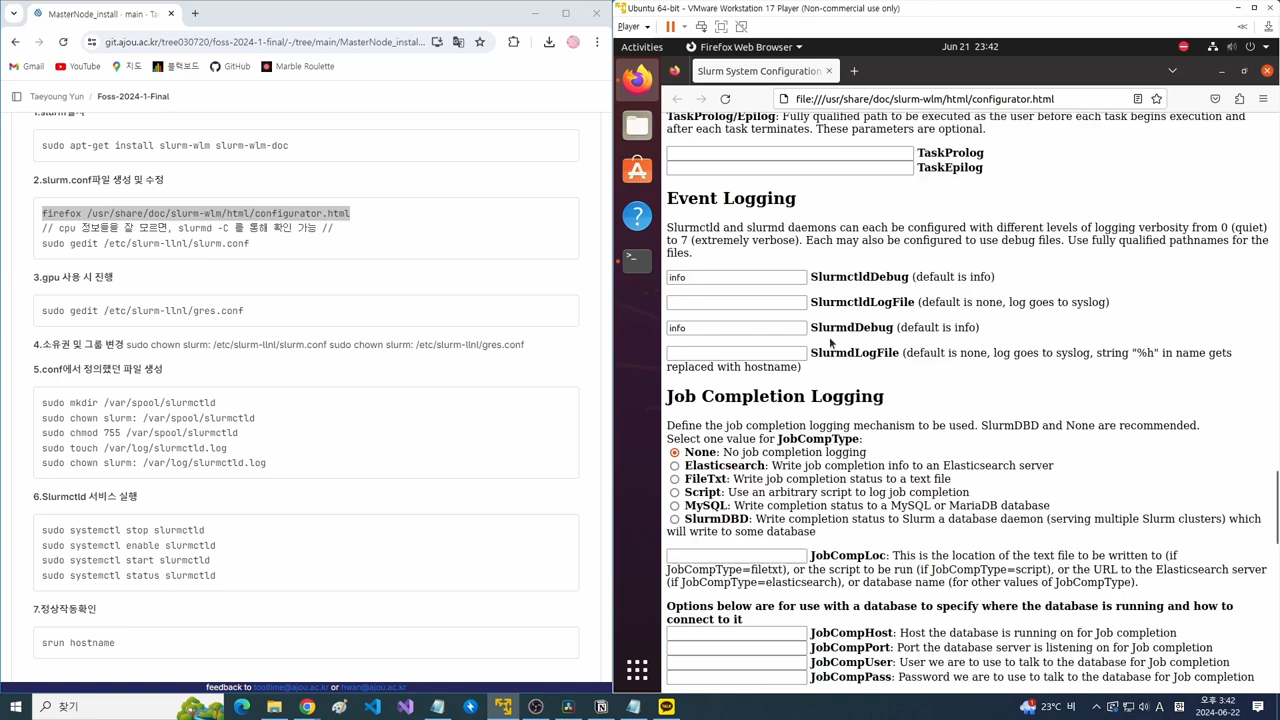 MasterNode_install · main · Tae
git.ajou.ac.kr/tree030720/foss-2024-1-final/-/tree/main/MasterNode_install...
Gmail
YouTube
지도
블랙보드
GitHub
Marble Roulette
Taeyoung Yun / Foss-2024-1-Final
1.slurm설치
sudo apt-get install slurm-wlm slurm-wlm-doc
2.slurm.conf파일 생성 및 수정
firefox /usr/share/doc/slurm-wlm/html/configurator.html
// cpu 정보들을 잘 모르면, slurmd -C 를 통해 확인 가능 //
sudo gedit /etc/slurm-llnl/slurm.conf
3.gpu 사용 시 진행
sudo gedit /etc/slurm-llnl/gres.conf
4.소유권 및 그룹 변경 sudo chown slurm: /etc/slurm-llnl/slurm.conf sudo chown slurm: /etc/slurm-llnl/gres.conf
5.conf에서 정의했던 파일 생성
sudo mkdir /var/spool/slurmctld
sudo chown slurm: /var/spool/slurmctld
sudo chmod 755 /var/spool/slurmctld
sudo touch /var/log/slurmctld.log
sudo chown slurm: /var/log/slurmctld.log
6.Slurmctld 서비스 실행
sudo systemctl stop slurmctld
sudo systemctl enable slurmctld
sudo systemctl start slurmctld
sudo systemctl status slurmctld
7.정상작동확인
srun hostname
feedback to tooltime@ajou.ac.kr or hwan@ajou.ac.kr
Ubuntu 64-bit - VMware Workstation 17 Player (Non-commercial use only)
Player
Activities
Firefox Web Browser
Jun 21 23:42
Slurm System Configuration
file:///usr/share/doc/slurm-wlm/html/configurator.html
TaskProlog/Epilog: Fully qualified path to be executed as the user before each task begins execution and
after each task terminates. These parameters are optional.
TaskProlog
TaskEpilog
Event Logging
Slurmctld and slurmd daemons can each be configured with different levels of logging verbosity from 0 (quiet)
to 7 (extremely verbose). Each may also be configured to use debug files. Use fully qualified pathnames for the
files.
info SlurmctldDebug (default is info)
SlurmctldLogFile (default is none, log goes to syslog)
info SlurmdDebug (default is info)
SlurmdLogFile (default is none, log goes to syslog, string "%h" in name gets
replaced with hostname)
Job Completion Logging
Define the job completion logging mechanism to be used. SlurmDBD and None are recommended.
Select one value for JobCompType:
None: No job completion logging
Elasticsearch: Write job completion info to an Elasticsearch server
FileTxt: Write job completion status to a text file
Script: Use an arbitrary script to log job completion
MySQL: Write completion status to a MySQL or MariaDB database
SlurmDBD: Write completion status to Slurm a database daemon (serving multiple Slurm clusters) which
will write to some database
JobCompLoc: This is the location of the text file to be written to (if
JobCompType=filetxt), or the script to be run (if JobCompType=script), or the URL to the Elasticsearch server
(if JobCompType=elasticsearch), or database name (for other values of JobCompType).
Options below are for use with a database to specify where the database is running and how to
connect to it
JobCompHost: Host the database is running on for Job completion
JobCompPort: Port the database server is listening on for Job completion
JobCompUser: User we are to use to talk to the database for Job completion
JobCompPass: Password we are to use to talk to the database for Job completion
찾기
23°C 비
오후 3:42
2024-06-22